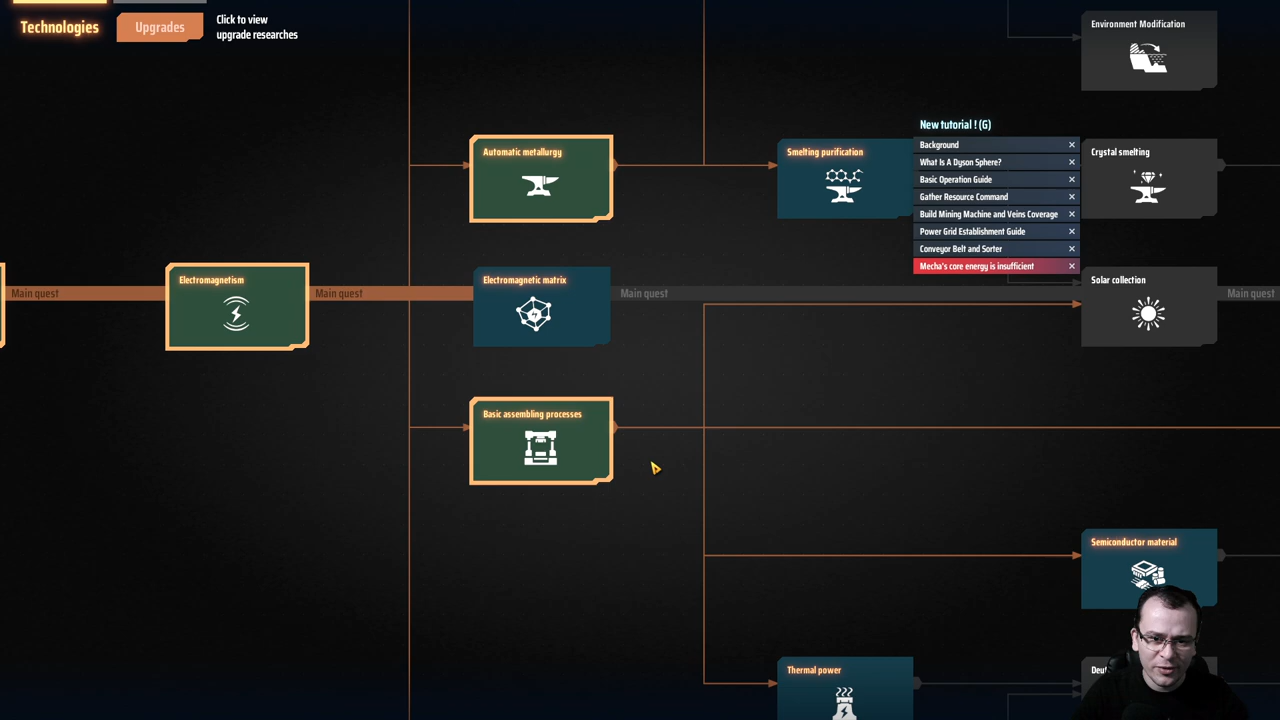 Technologies
Upgrades
Click to view
upgrade researches
Environment Modification
Automatic metallurgy
Smelting purification
New tutorial ! (G)
Background
What Is A Dyson Sphere?
Basic Operation Guide
Gather Resource Command
Build Mining Machine and Veins Coverage
Power Grid Establishment Guide
Conveyor Belt and Sorter
Mecha's core energy is insufficient
Crystal smelting
Main quest
Electromagnetism
Main quest
Electromagnetic matrix
Main quest
Solar collection
Main quest
Basic assembling processes
Semiconductor material
Thermal power